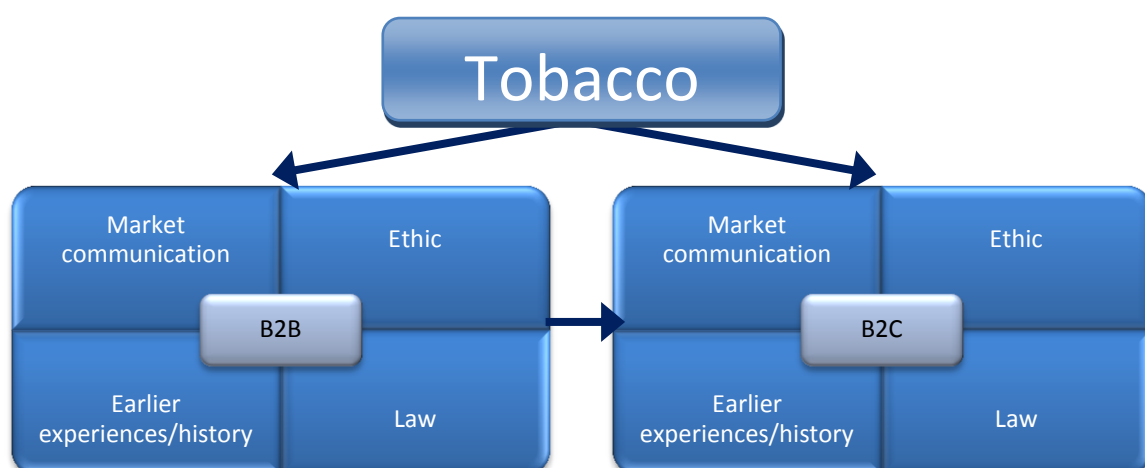 Tobacco
Market
communication
Ethic
B2B
Earlier
experiences/history
Law
Market
communication
Ethic
B2C
Earlier
experiences/history
Law